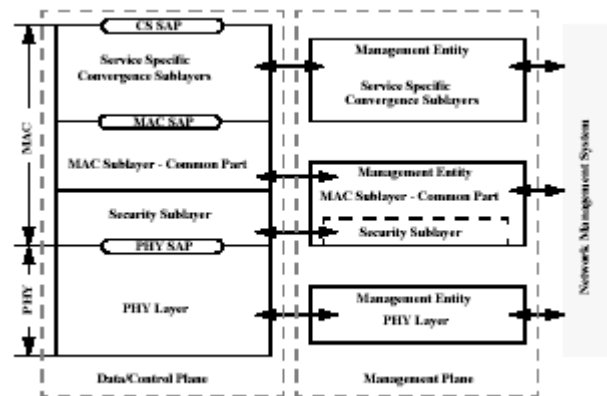 CS SAP
Service Specific
Convergence Sublayers
MAC SAP
MAC Sublayer - Common Part
Security Sublayer
PHY SAP
PHY Layer
Data/Control Plane
MAC
PHY
Management Entity
Service Specific
Convergence Sublayers
Management Entity
MAC Sublayer - Common Part
Security Sublayer
Management Entity
PHY Layer
Management Plane
Network Management System